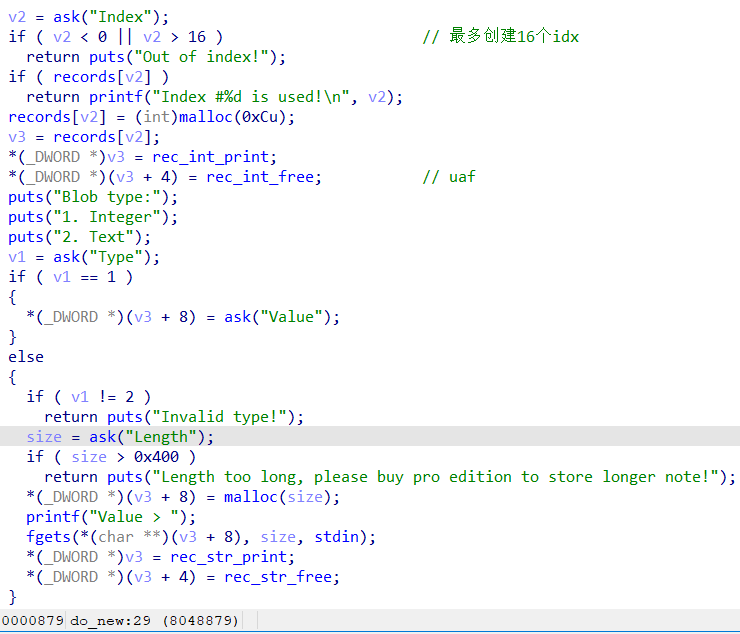 v2 = ask("Index");
if ( v2 < 0 || v2 > 16 ) // 最多创建16个idx
return puts("Out of index!");
if ( records[v2] )
return printf("Index #%d is used!\n", v2);
records[v2] = (int)malloc(0xCu);
v3 = records[v2];
*(_DWORD *)v3 = rec_int_print;
*(_DWORD *)(v3 + 4) = rec_int_free; // uaf
puts("Blob type:");
puts("1. Integer");
puts("2. Text");
v1 = ask("Type");
if ( v1 == 1 )
{
*(_DWORD *)(v3 + 8) = ask("Value");
}
else
{
if ( v1 != 2 )
return puts("Invalid type!");
size = ask("Length");
if ( size > 0x400 )
return puts("Length too long, please buy pro edition to store longer note!");
*(_DWORD *)(v3 + 8) = malloc(size);
printf("Value > ");
fgets(*(char **)(v3 + 8), size, stdin);
*(_DWORD *)v3 = rec_str_print;
*(_DWORD *)(v3 + 4) = rec_str_free;
}
0000879 do_new:29 (8048879)